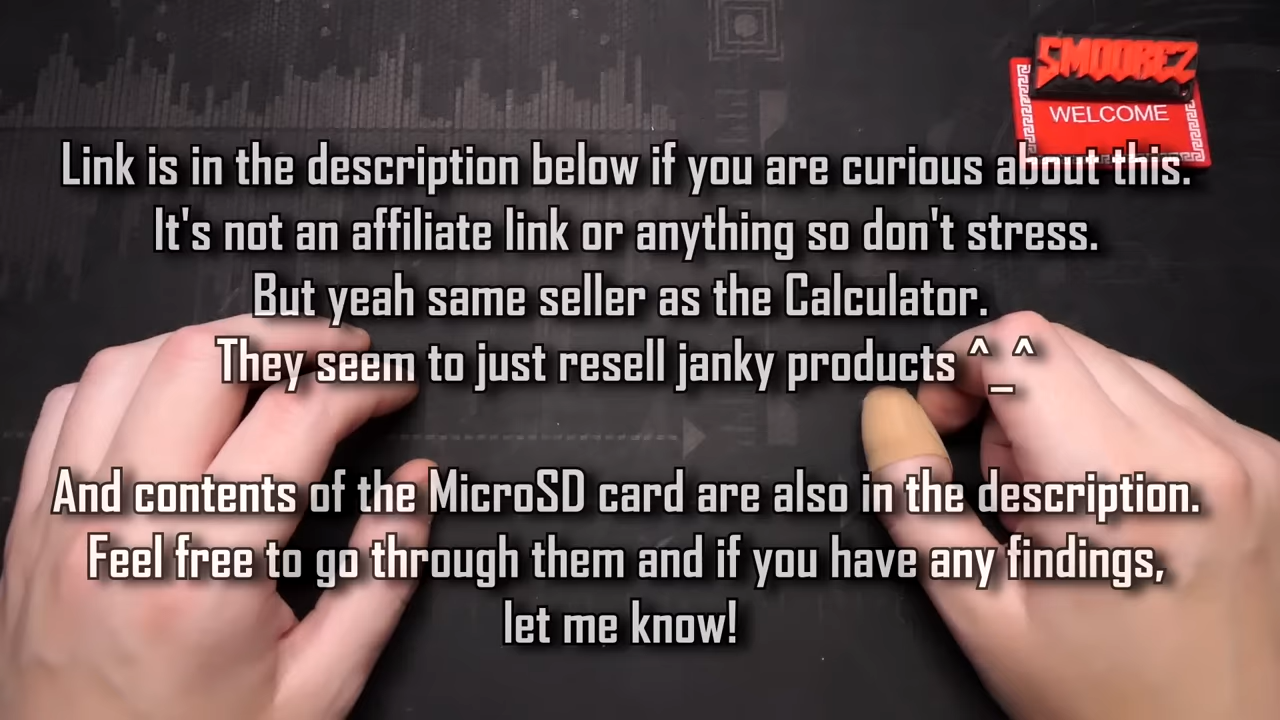 SMOOREZ
WELCOME
Link is in the description below if you are curious about this.
It's not an affiliate link or anything so don't stress.
But yeah same seller as the Calculator.
They seem to just resell janky products ^_^
And contents of the MicroSD card are also in the description.
Feel free to go through them and if you have any findings,
let me know!